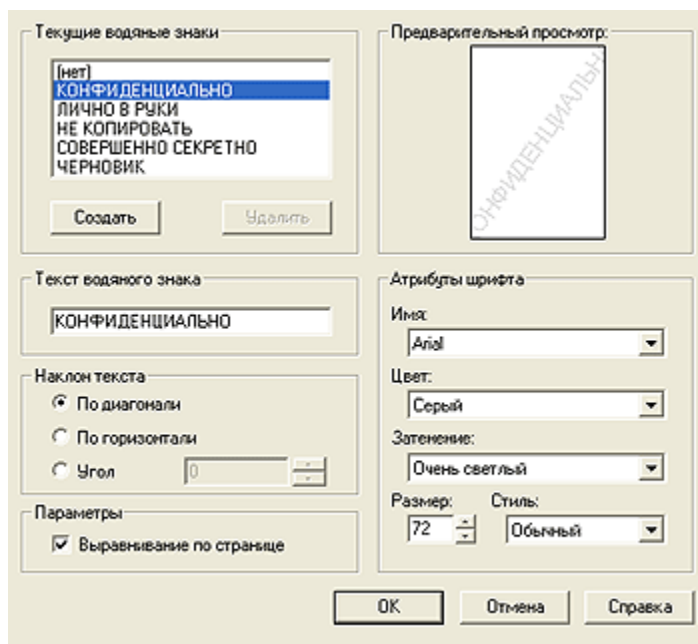 Текущие водяные знаки
(нет)
КОНФИДЕНЦИАЛЬНО
ЛИЧНО В РУКИ
НЕ КОПИРОВАТЬ
СОВЕРШЕННО СЕКРЕТНО
ЧЕРНОВИК
Создать Удалить
Предварительный просмотр:
ОНФИДЕНЦИАЛЬН
Текст водяного знака
КОНФИДЕНЦИАЛЬНО
Наклон текста
По диагонали
По горизонтали
Угол 0
Параметры
Выравнивание по странице
Атрибуты шрифта
Имя:
Arial
Цвет:
Серый
Затенение:
Очень светлый
Размер: Стиль:
72 Обычный
OK Отмена Справка